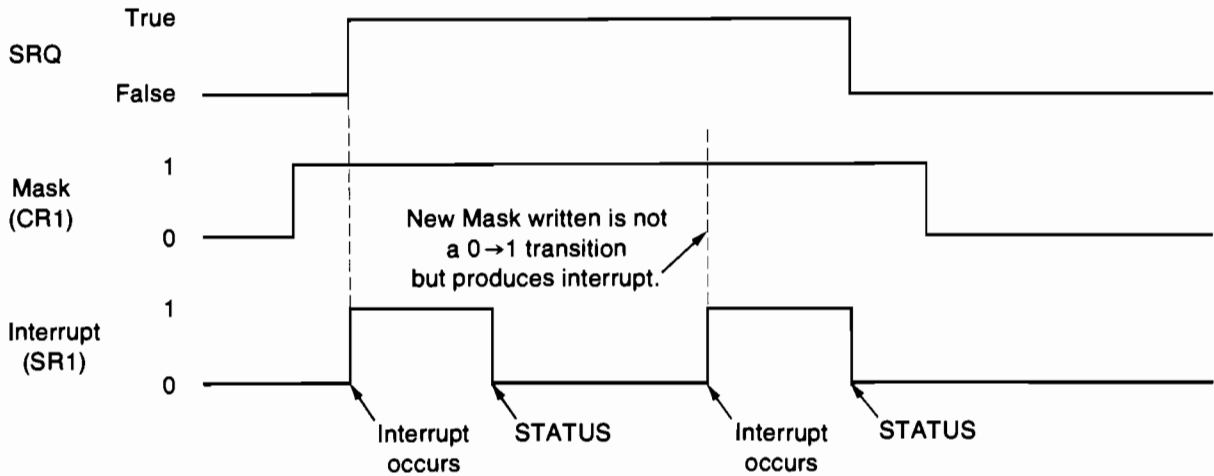 True
SRQ
False
1
Mask
(CR1)
0
New Mask written is not
a 0→1 transition
but produces interrupt.
1
Interrupt
(SR1)
0
Interrupt
occurs
STATUS
Interrupt
occurs
STATUS